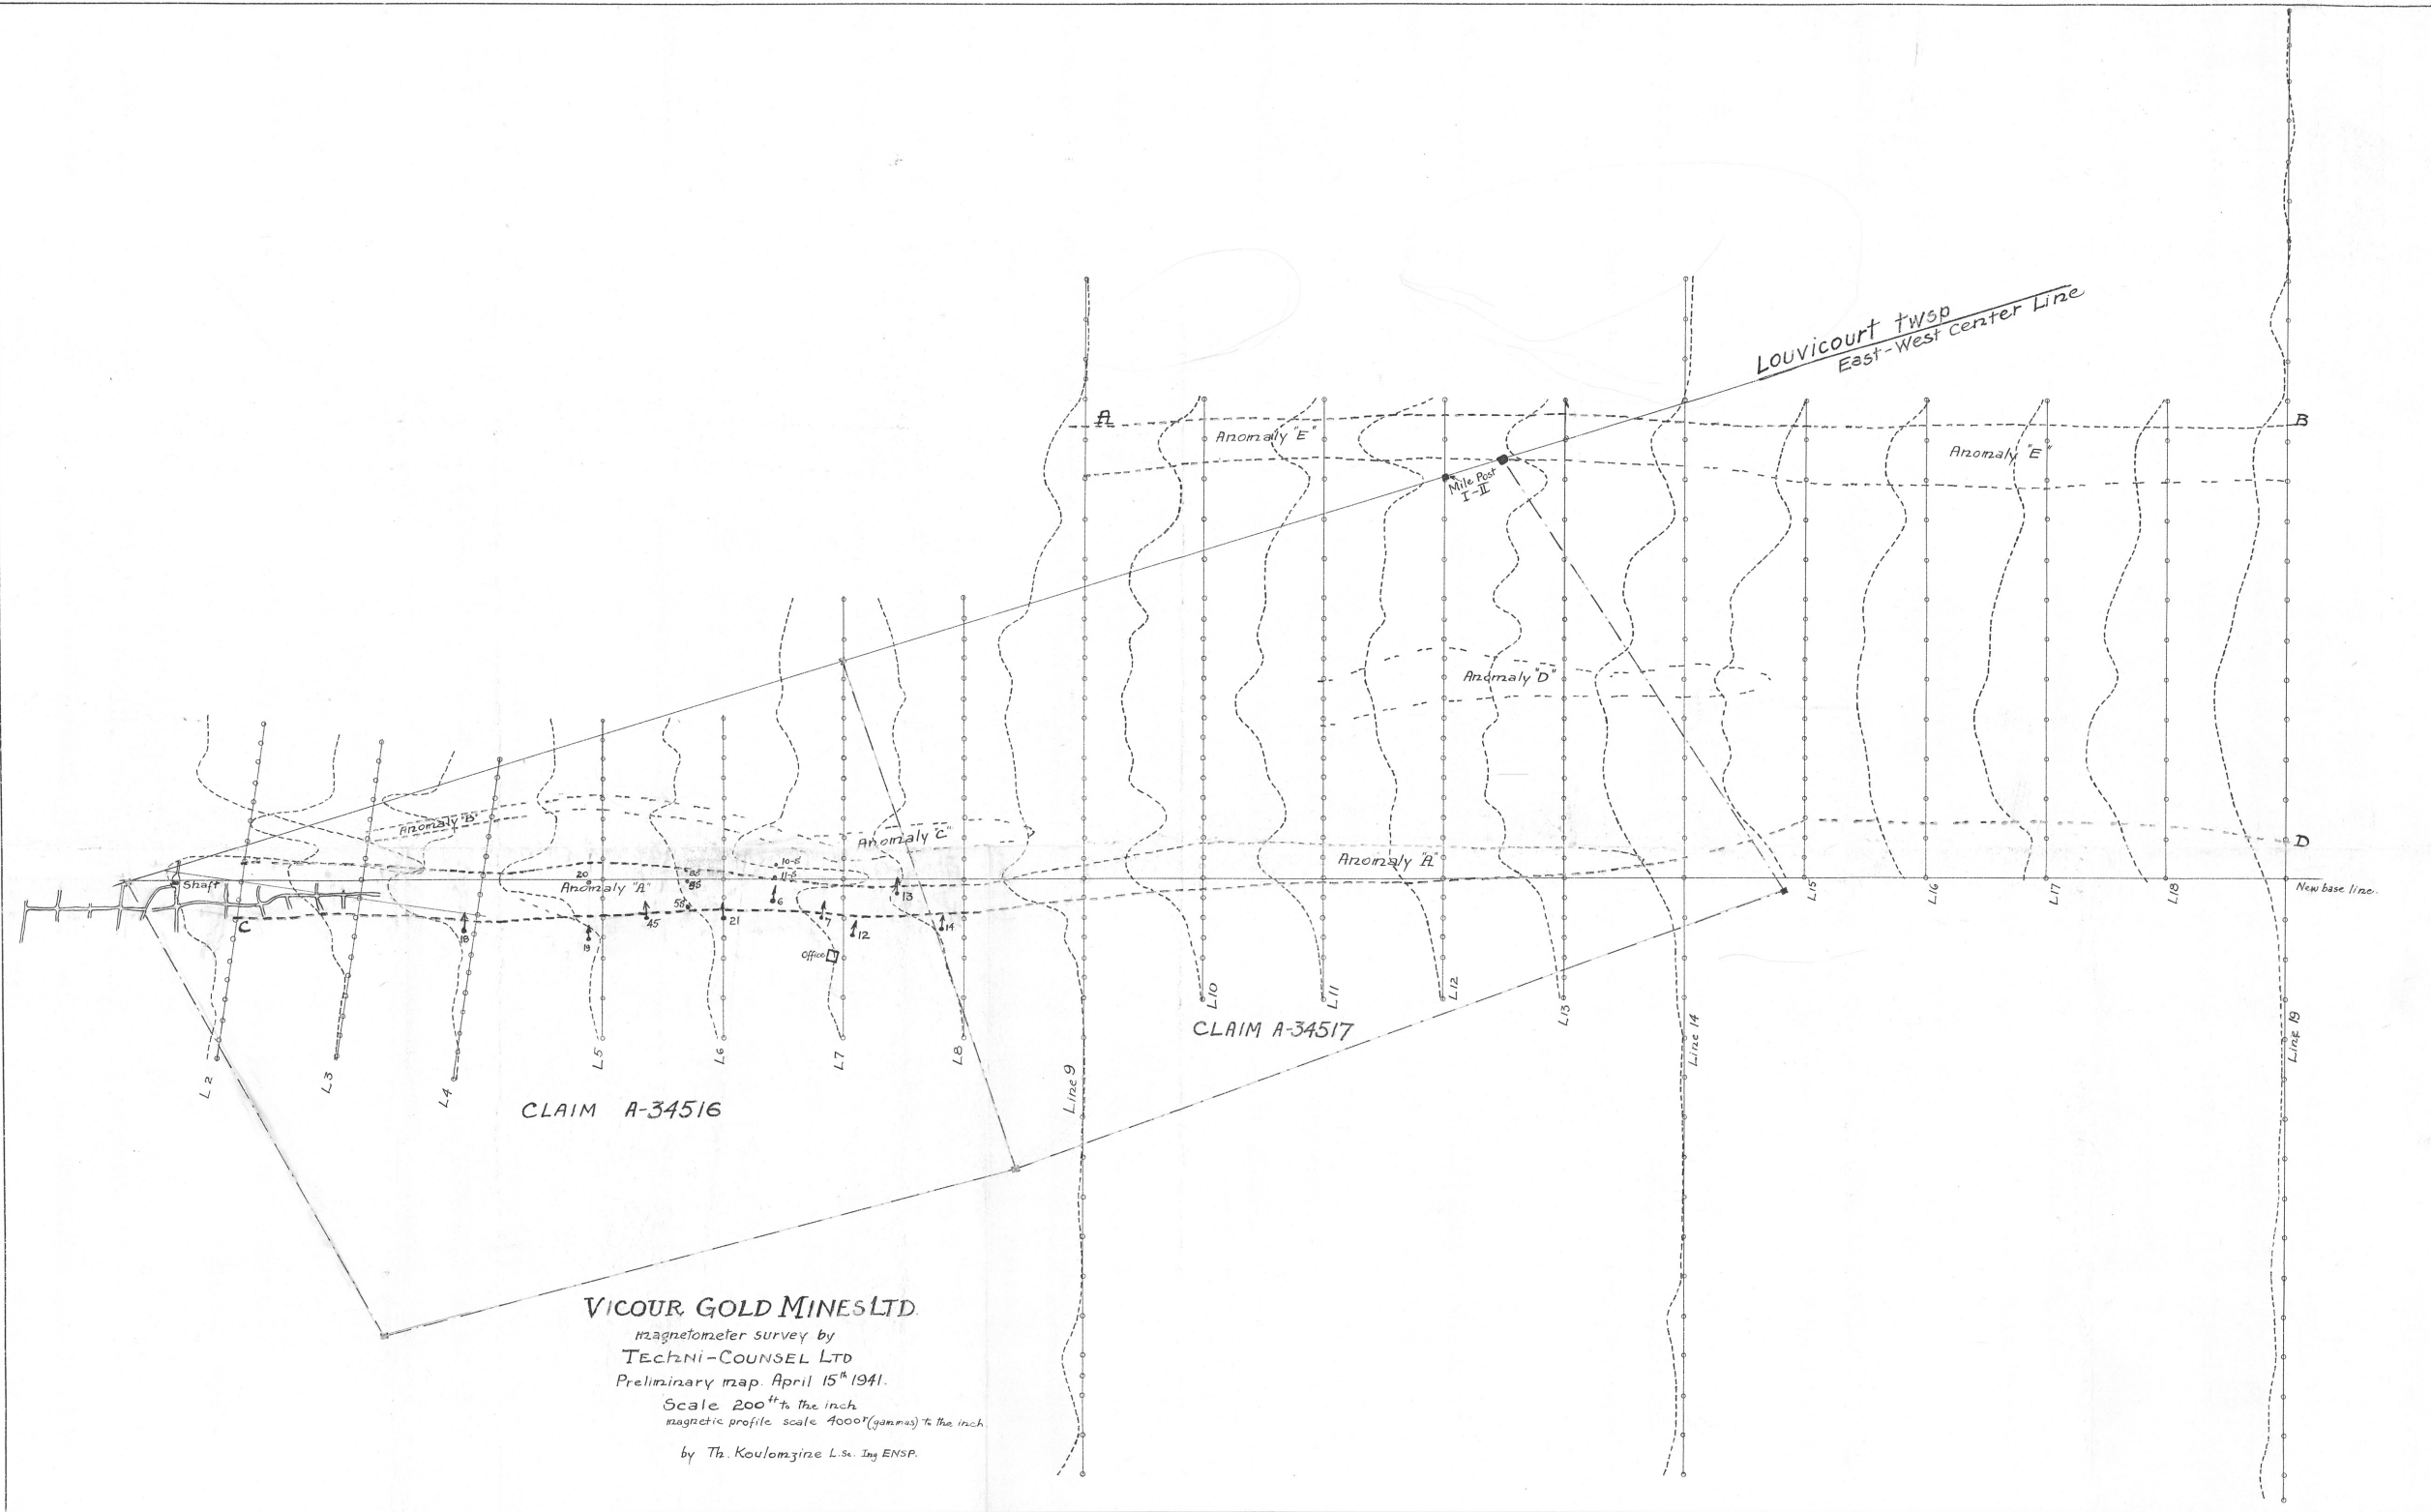 Louvicourt twsp
East-West Center Line
A
B
Anomaly "E"
Anomaly "E"
Mile Post
I-II
Anomaly "D"
Anomaly "B"
Anomaly "C"
Anomaly "A"
D
Shaft
20
Anomaly "A"
10-S
11-S
6
13
C
18
19
45
58
21
7
12
14
Office
New base line.
L15
L16
L17
L18
L10
L11
L12
L13
Line 14
Line 19
L2
L3
L4
L5
L6
L7
L8
Line 9
CLAIM A-34517
CLAIM A-34516
VICOUR GOLD MINES LTD.
magnetometer survey by
TECHNI-COUNSEL LTD
Preliminary map. April 15th 1941.
Scale 200 ft to the inch
magnetic profile scale 4000γ (gammas) to the inch.
by Th. Koulomzine L.Sc. Ing ENSP.